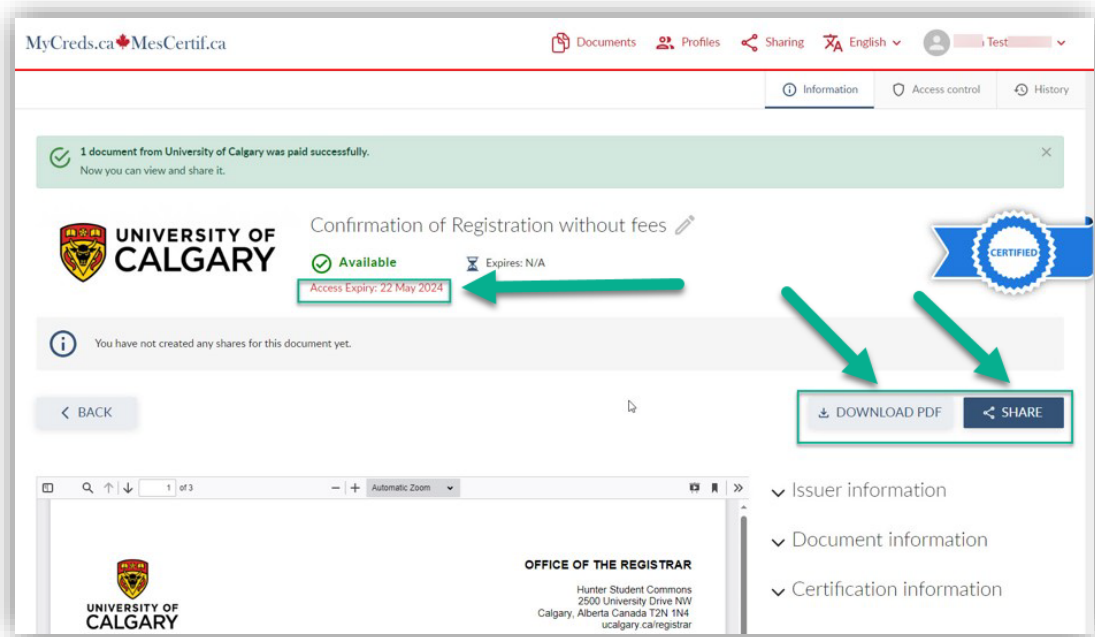 MyCreds.ca MesCertif.ca
Documents Profiles Sharing English Test
Information Access control History
1 document from University of Calgary was paid successfully.
Now you can view and share it.
UNIVERSITY OF
CALGARY
Confirmation of Registration without fees
Available Expires: N/A
Access Expiry: 22 May 2024
CERTIFIED
You have not created any shares for this document yet.
BACK
DOWNLOAD PDF SHARE
1 of 3 Automatic Zoom
Issuer information
Document information
Certification information
UNIVERSITY OF
CALGARY
OFFICE OF THE REGISTRAR
Hunter Student Commons
2500 University Drive NW
Calgary, Alberta Canada T2N 1N4
ucalgary.ca/registrar